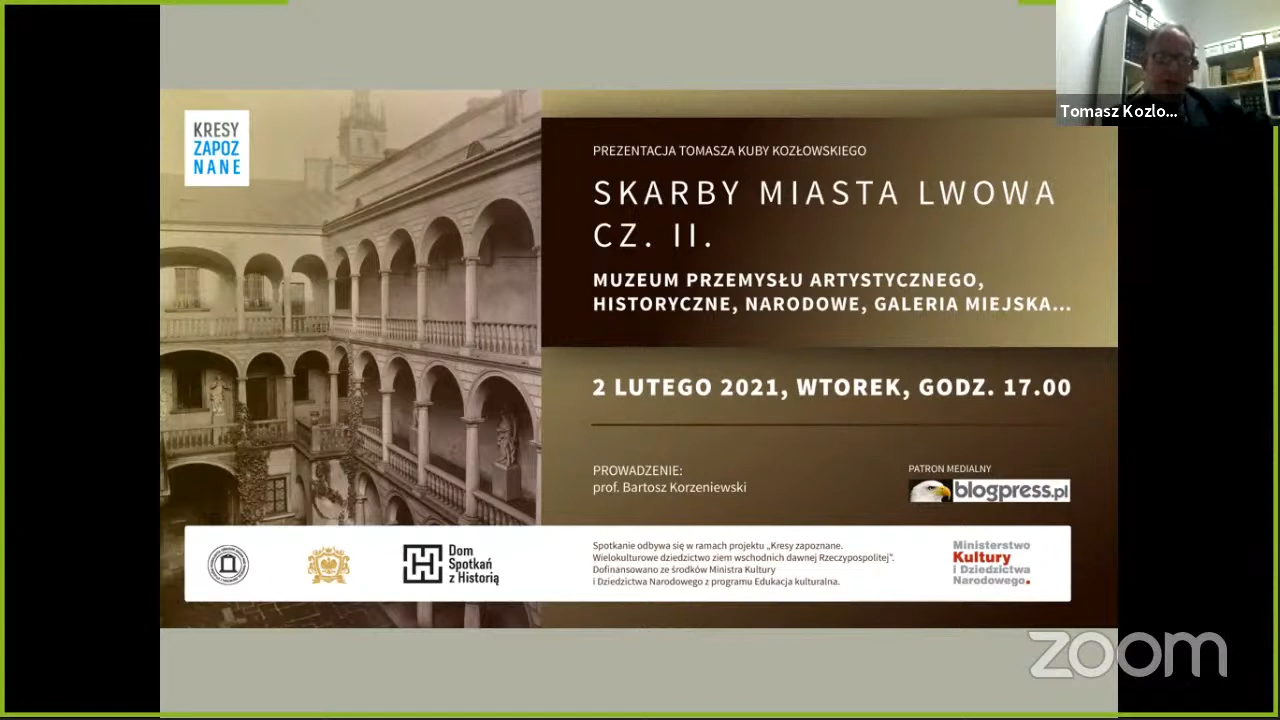 Tomasz Kozlo...
KRESY
ZAPOZ
NANE
PREZENTACJA TOMASZA KUBY KOZŁOWSKIEGO
SKARBY MIASTA LWOWA
CZ. II.
MUZEUM PRZEMYSŁU ARTYSTYCZNEGO,
HISTORYCZNE, NARODOWE, GALERIA MIEJSKA...
2 LUTEGO 2021, WTOREK, GODZ. 17.00
PROWADZENIE:
prof. Bartosz Korzeniewski
PATRON MEDIALNY
blogpress.pl
Dom
Spotkań
z Historią
Spotkanie odbywa się w ramach projektu „Kresy zapoznane.
Wielokulturowe dziedzictwo ziem wschodnich dawnej Rzeczypospolitej”.
Dofinansowano ze środków Ministra Kultury
i Dziedzictwa Narodowego z programu Edukacja kulturalna.
Ministerstwo
Kultury
i Dziedzictwa
Narodowego.
zoom